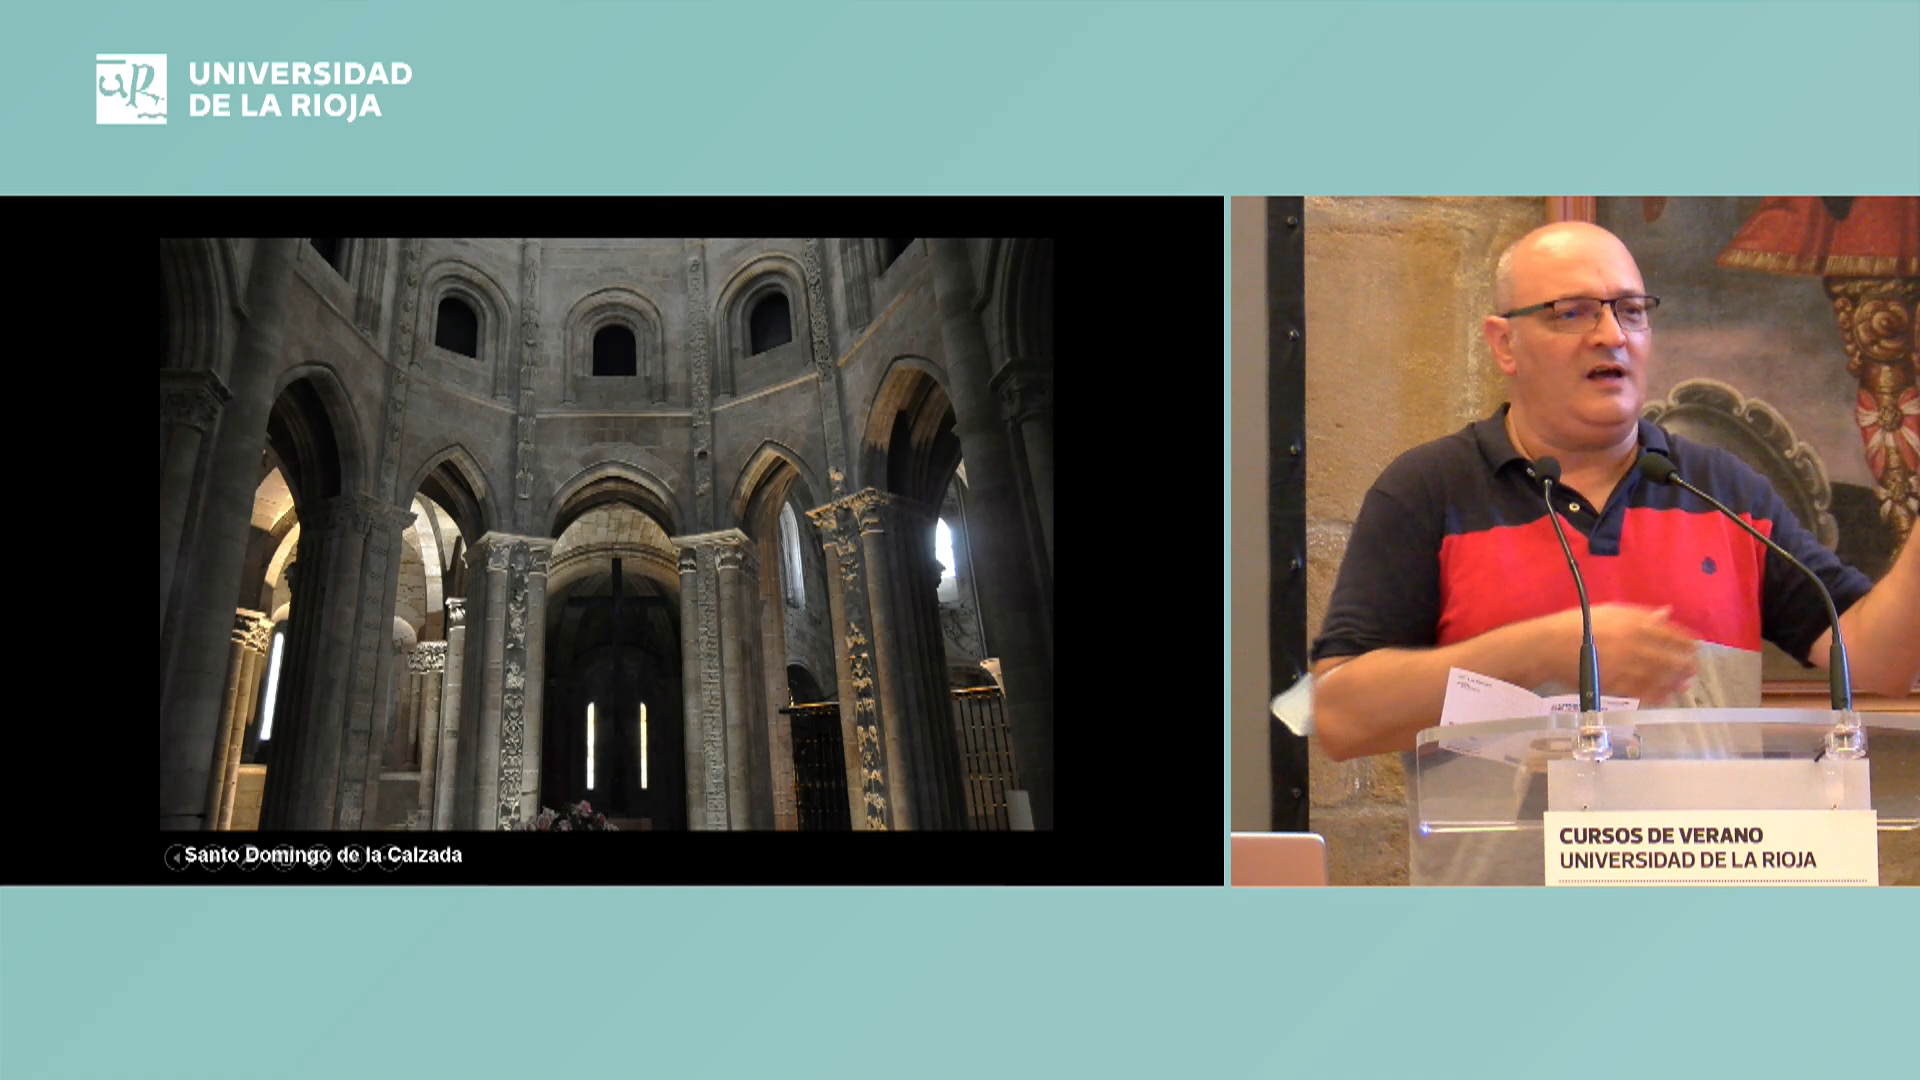 UNIVERSIDAD
DE LA RIOJA
Santo Domingo de la Calzada
CURSOS DE VERANO
UNIVERSIDAD DE LA RIOJA